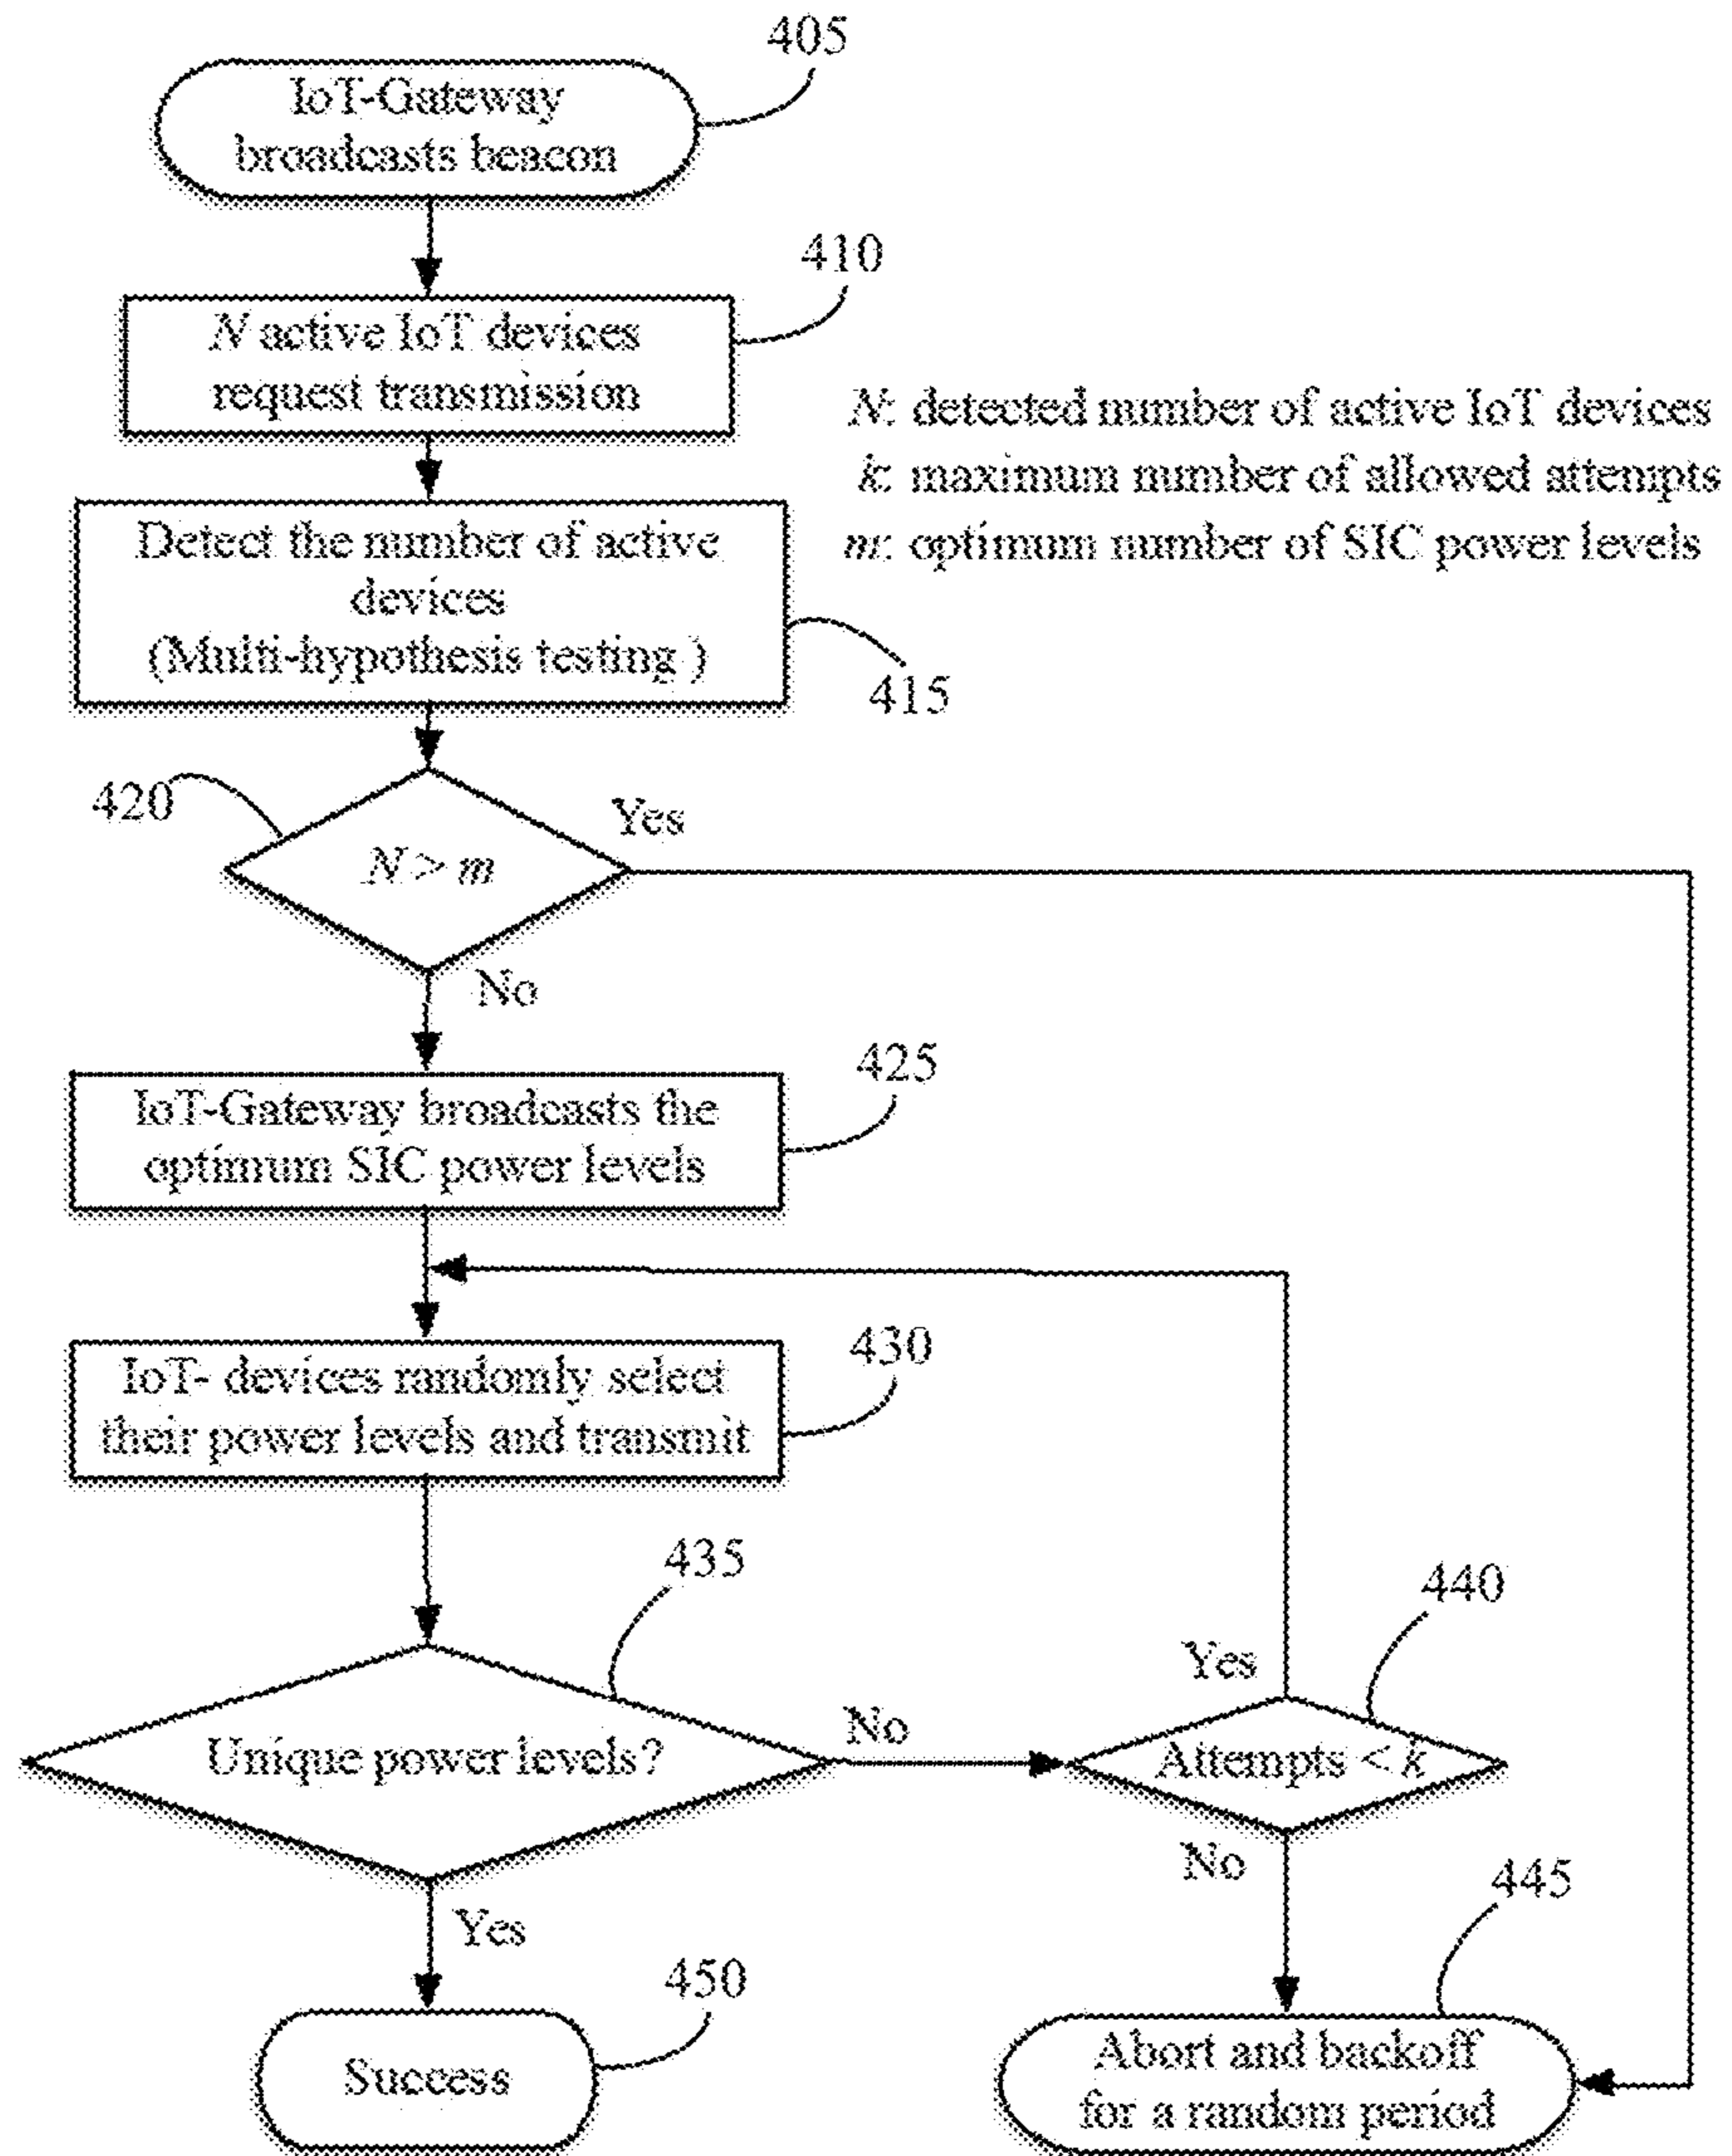 405
IoT-Gateway
broadcasts beacon
410
N active IoT devices
request transmission
N: detected number of active IoT devices
k: maximum number of allowed attempts
m: optimum number of SIC power levels
Detect the number of active
devices
(Multi-hypothesis testing )
415
420
Yes
N > m
No
425
IoT-Gateway broadcasts the
optimum SIC power levels
430
IoT- devices randomly select
their power levels and transmit
435
440
Yes
Unique power levels?
No
Attempts < k
No
445
Yes
450
Success
Abort and backoff
for a random period